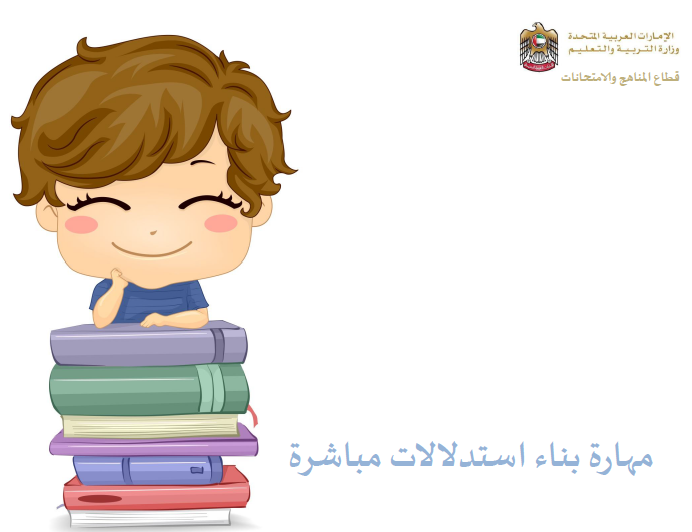 الإمارات العربية المتحدة
وزارة التربية والتعليم
قطاع المناهج والامتحانات
مهارة بناء استدلالات مباشرة